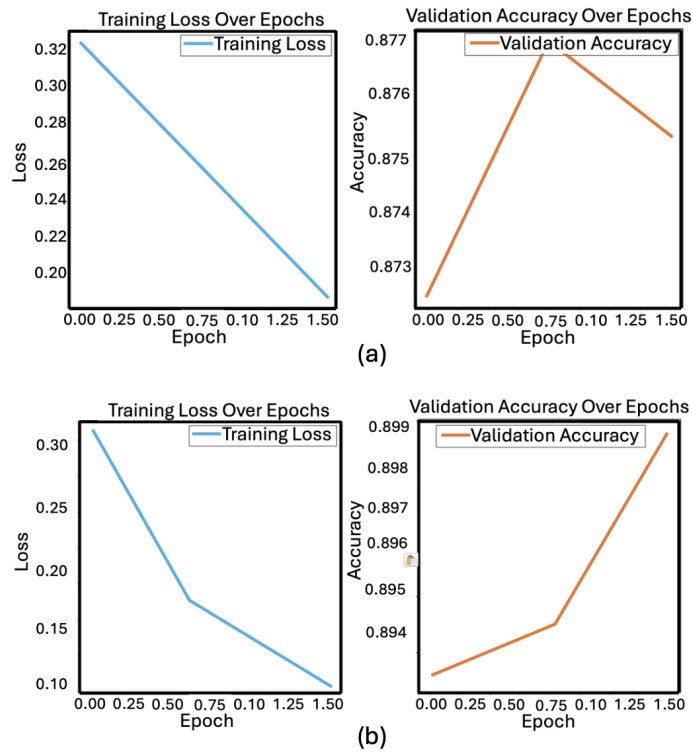 Training Loss Over Epochs
Training Loss
0.32
0.30
0.28
0.26
0.24
0.22
0.20
Loss
0.00 0.25 0.50 0.75 0.10 1.25 1.50
Epoch
Validation Accuracy Over Epochs
Validation Accuracy
0.877
0.876
0.875
0.874
0.873
Accuracy
0.00 0.25 0.50 0.75 0.10 1.25 1.50
Epoch
(a)
Training Loss Over Epochs
Training Loss
0.30
0.25
0.20
0.15
0.10
Loss
0.00 0.25 0.50 0.75 0.10 1.25 1.50
Epoch
Validation Accuracy Over Epochs
Validation Accuracy
0.899
0.898
0.897
0.896
0.895
0.894
Accuracy
0.00 0.25 0.50 0.75 0.10 1.25 1.50
Epoch
(b)